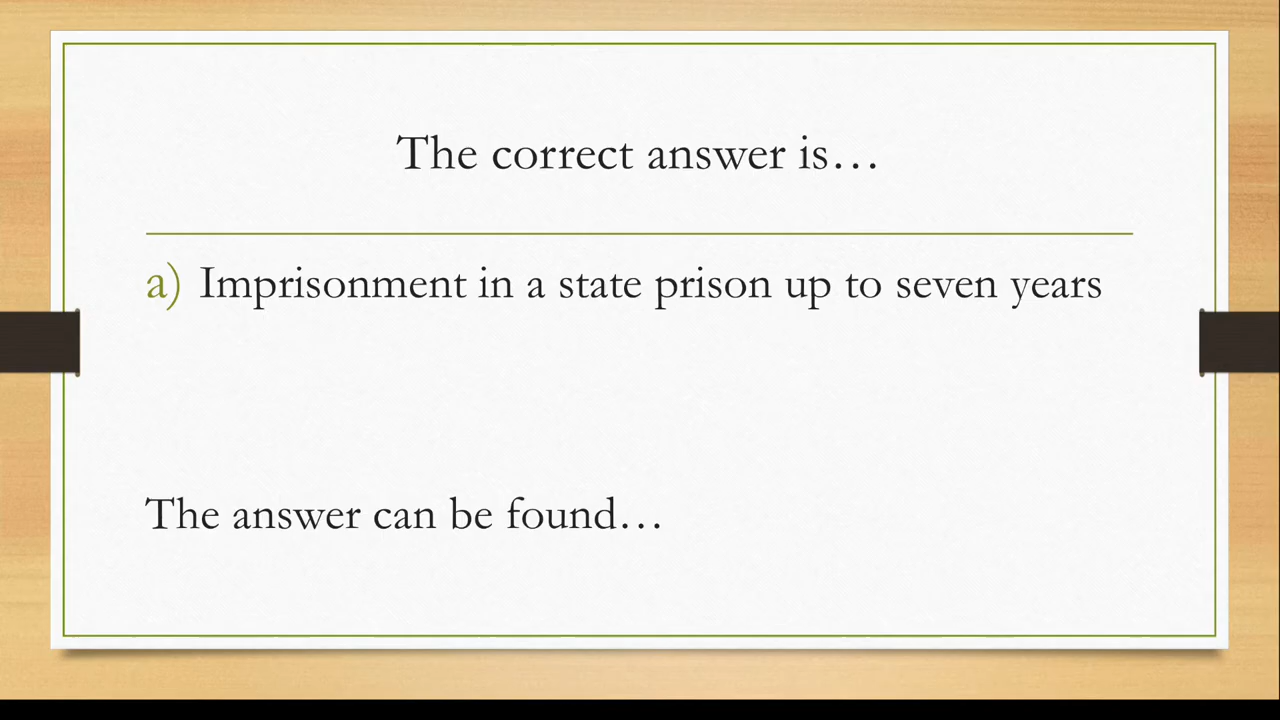 The correct answer is…
a) Imprisonment in a state prison up to seven years
The answer can be found…